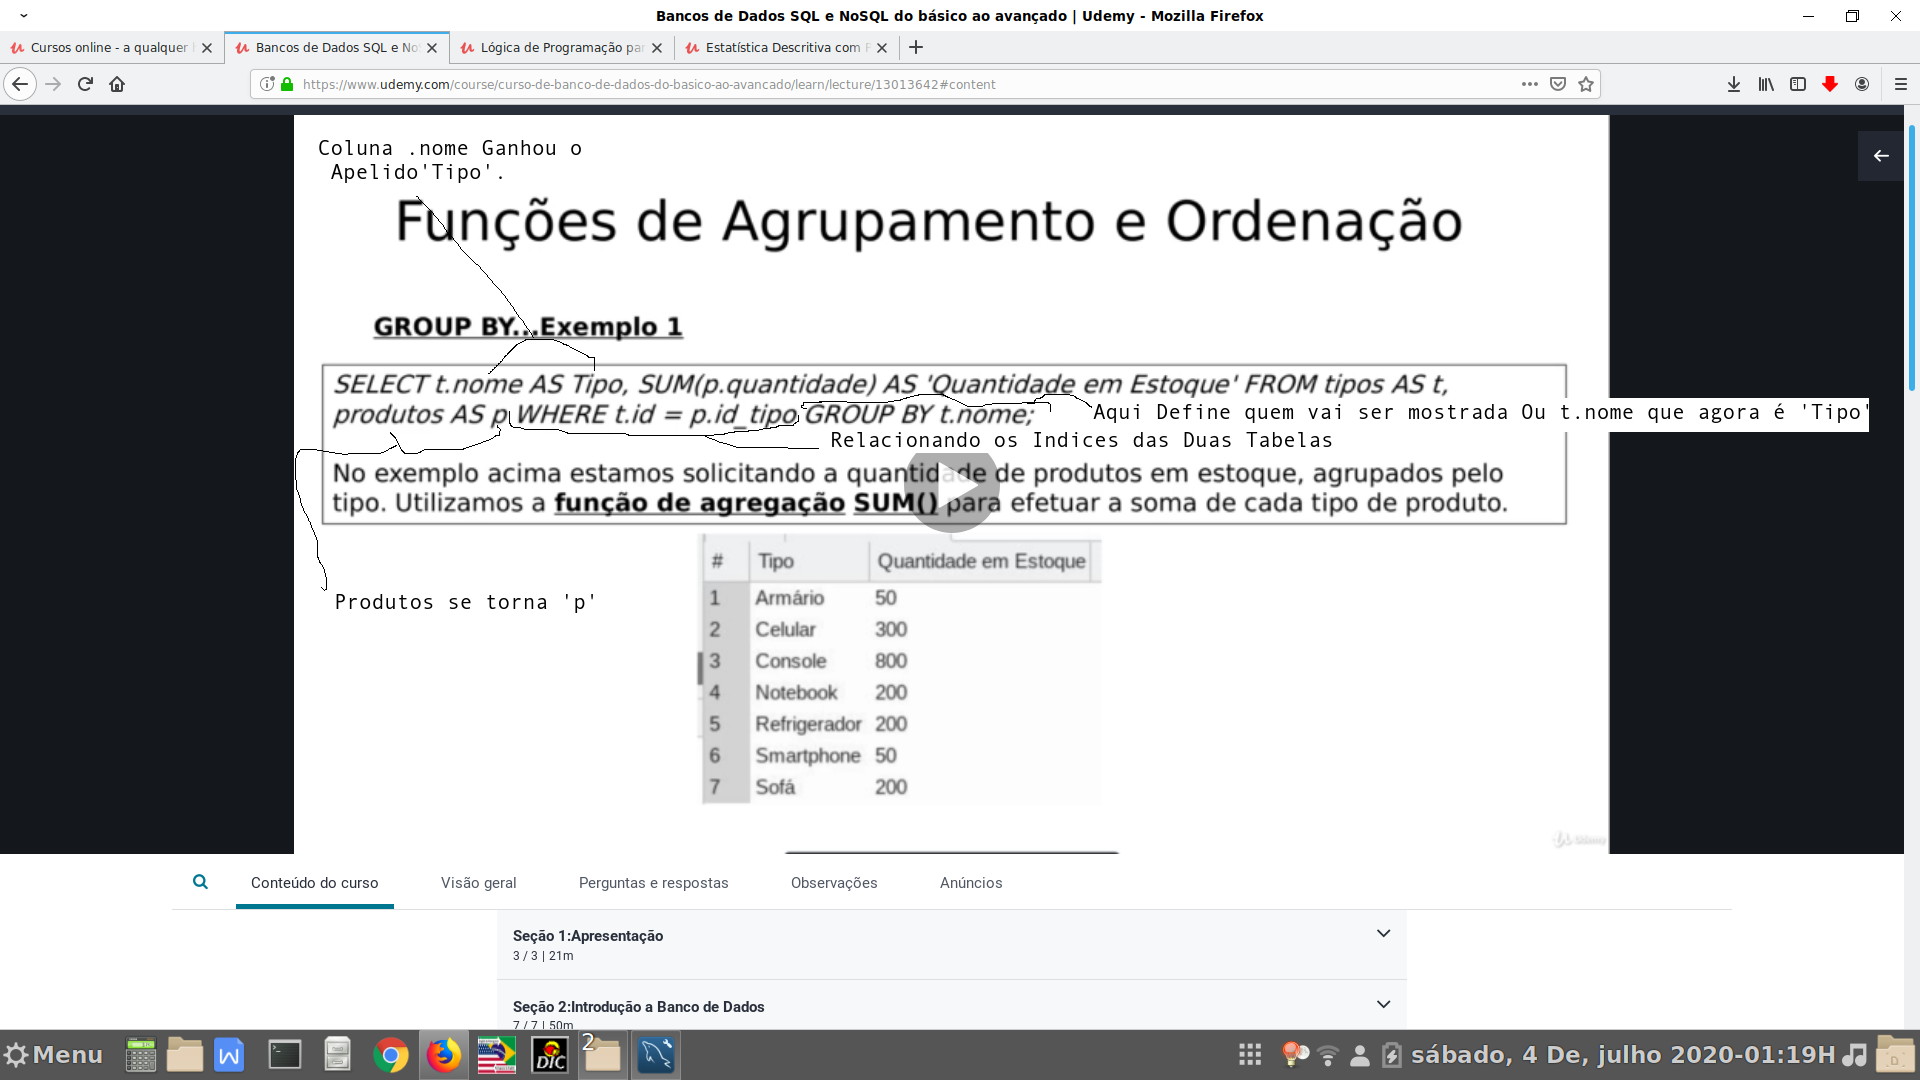 Bancos de Dados SQL e NoSQL do básico ao avançado | Udemy - Mozilla Firefox
Cursos online - a qualquer
Bancos de Dados SQL e No
Lógica de Programação pa
Estatística Descritiva com
https://www.udemy.com/course/curso-de-banco-de-dados-do-basico-ao-avancado/learn/lecture/13013642#content
Coluna .nome Ganhou o
Apelido'Tipo'.
Funções de Agrupamento e Ordenação
GROUP BY...Exemplo 1
SELECT t.nome AS Tipo, SUM(p.quantidade) AS 'Quantidade em Estoque' FROM tipos AS t,
produtos AS p WHERE t.id = p.id_tipo GROUP BY t.nome;
Aqui Define quem vai ser mostrada Ou t.nome que agora é 'Tipo'
Relacionando os Indices das Duas Tabelas
No exemplo acima estamos solicitando a quantidade de produtos em estoque, agrupados pelo
tipo. Utilizamos a função de agregação SUM() para efetuar a soma de cada tipo de produto.
# Tipo Quantidade em Estoque
1 Armário 50
2 Celular 300
3 Console 800
4 Notebook 200
5 Refrigerador 200
6 Smartphone 50
7 Sofá 200
Produtos se torna 'p'
Udemy
Conteúdo do curso
Visão geral
Perguntas e respostas
Observações
Anúncios
Seção 1:Apresentação
3 / 3 | 21m
Seção 2:Introdução a Banco de Dados
7 / 7 | 50m
Menu
W
DIC
2
sábado, 4 De, julho 2020-01:19H
D